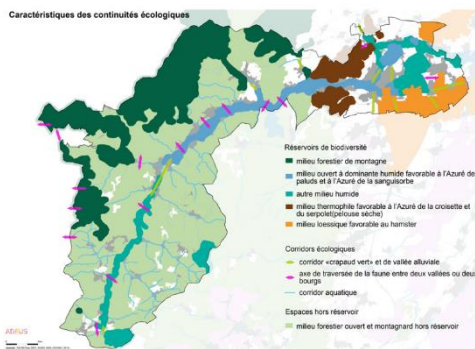 Caractéristiques des continuités écologiques
Réservoirs de biodiversité
milieu forestier de montagne
milieu ouvert à dominante humide favorable à l'Azuré des
paluds et à l'Azuré de la sanguisorbe
autre milieu humide
milieu thermophile favorable à l'Azuré de la croisette et
du serpolet(pelouse sèche)
milieu loessique favorable au hamster
Corridors écologiques
corridor «crapaud vert» et de vallée alluviale
axe de traversée de la faune entre deux vallées ou deux
bourgs
corridor aquatique
Espaces hors réservoir
milieu forestier ouvert et montagnard hors réservoir